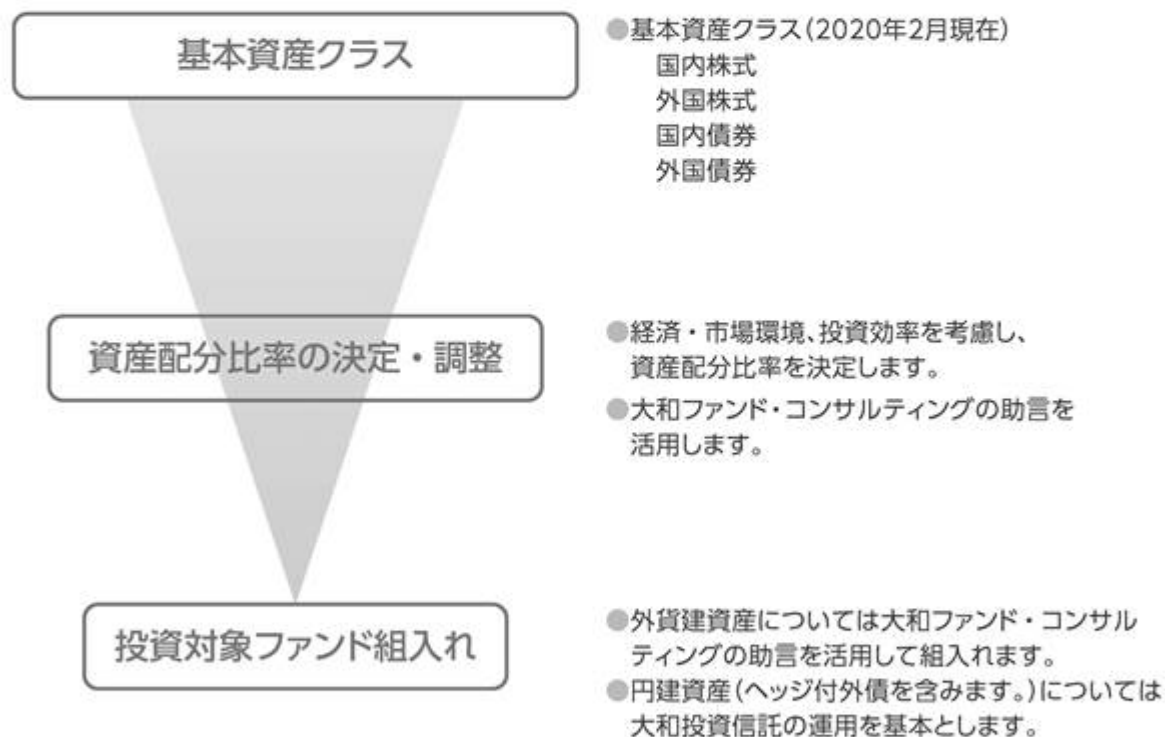 基本資産クラス
●基本資産クラス(2020年2月現在)
国内株式
外国株式
国内債券
外国債券
資産配分比率の決定・調整
●経済・市場環境、投資効率を考慮し、
資産配分比率を決定します。
●大和ファンド・コンサルティングの助言を
活用します。
投資対象ファンド組入れ
●外貨建資産については大和ファンド・コンサル
ティングの助言を活用して組入れます。
●円建資産(ヘッジ付外債を含みます。)については
大和投資信託の運用を基本とします。